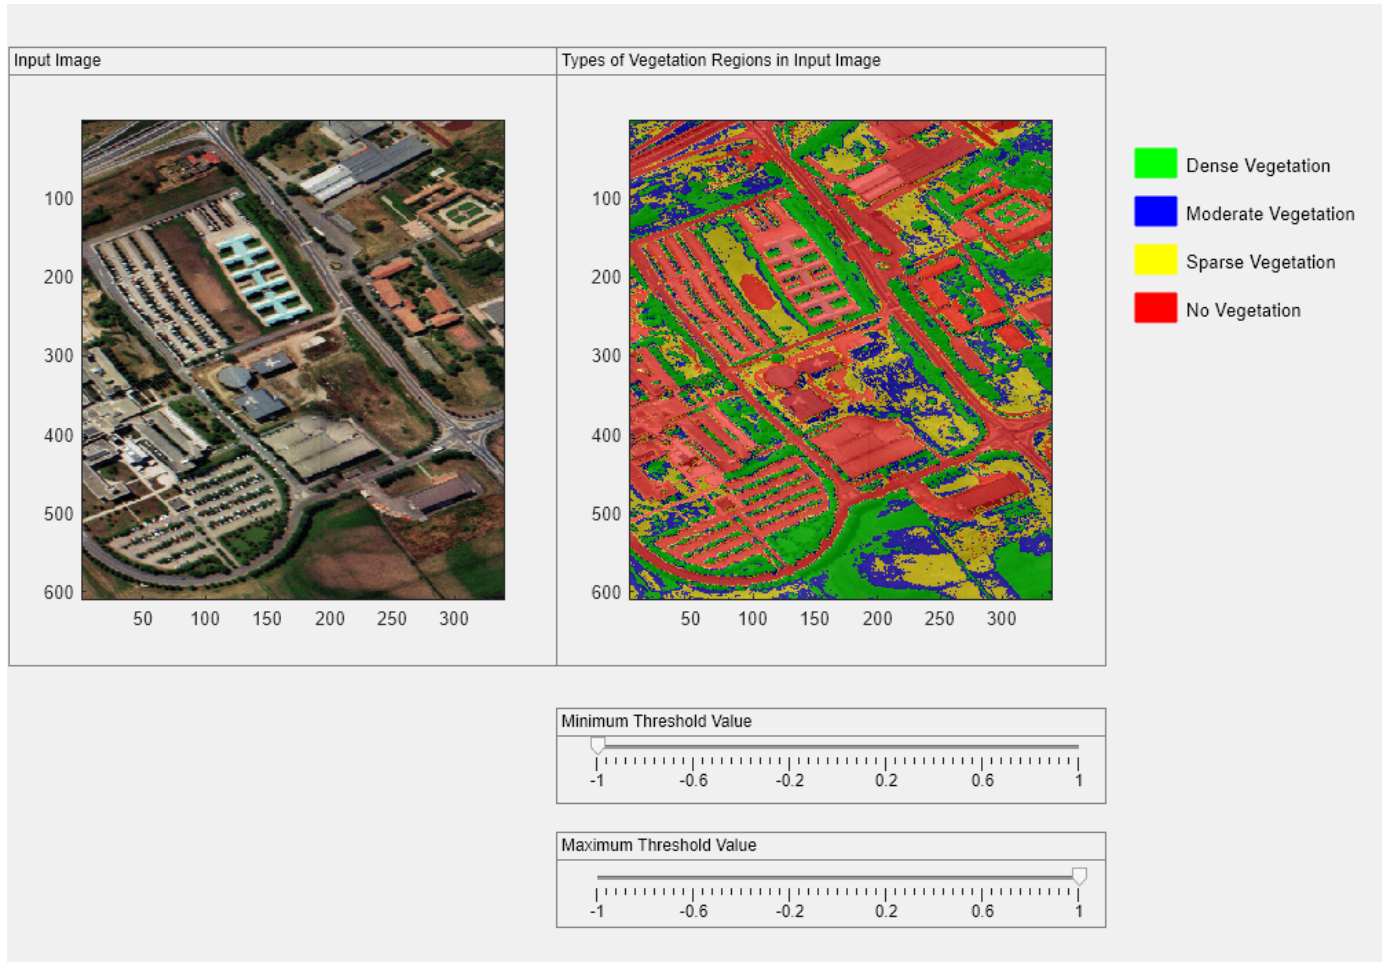 Input Image
Types of Vegetation Regions in Input Image
100
200
300
400
500
600
50 100 150 200 250 300
100
200
300
400
500
600
50 100 150 200 250 300
Dense Vegetation
Moderate Vegetation
Sparse Vegetation
No Vegetation
Minimum Threshold Value
-1 -0.6 -0.2 0.2 0.6 1
Maximum Threshold Value
-1 -0.6 -0.2 0.2 0.6 1